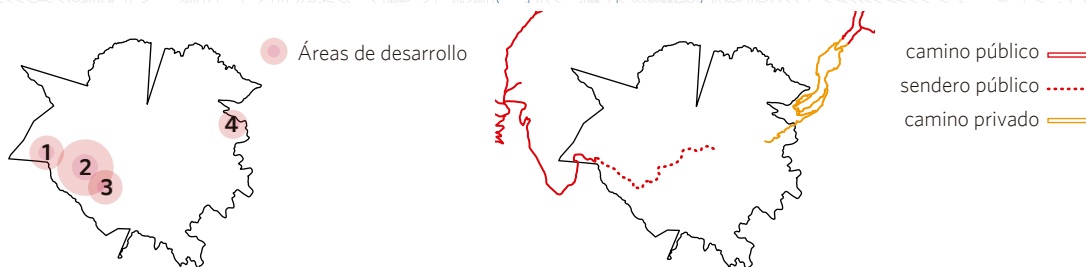 Áreas de desarrollo
1
2
3
4
camino público
sendero público
camino privado